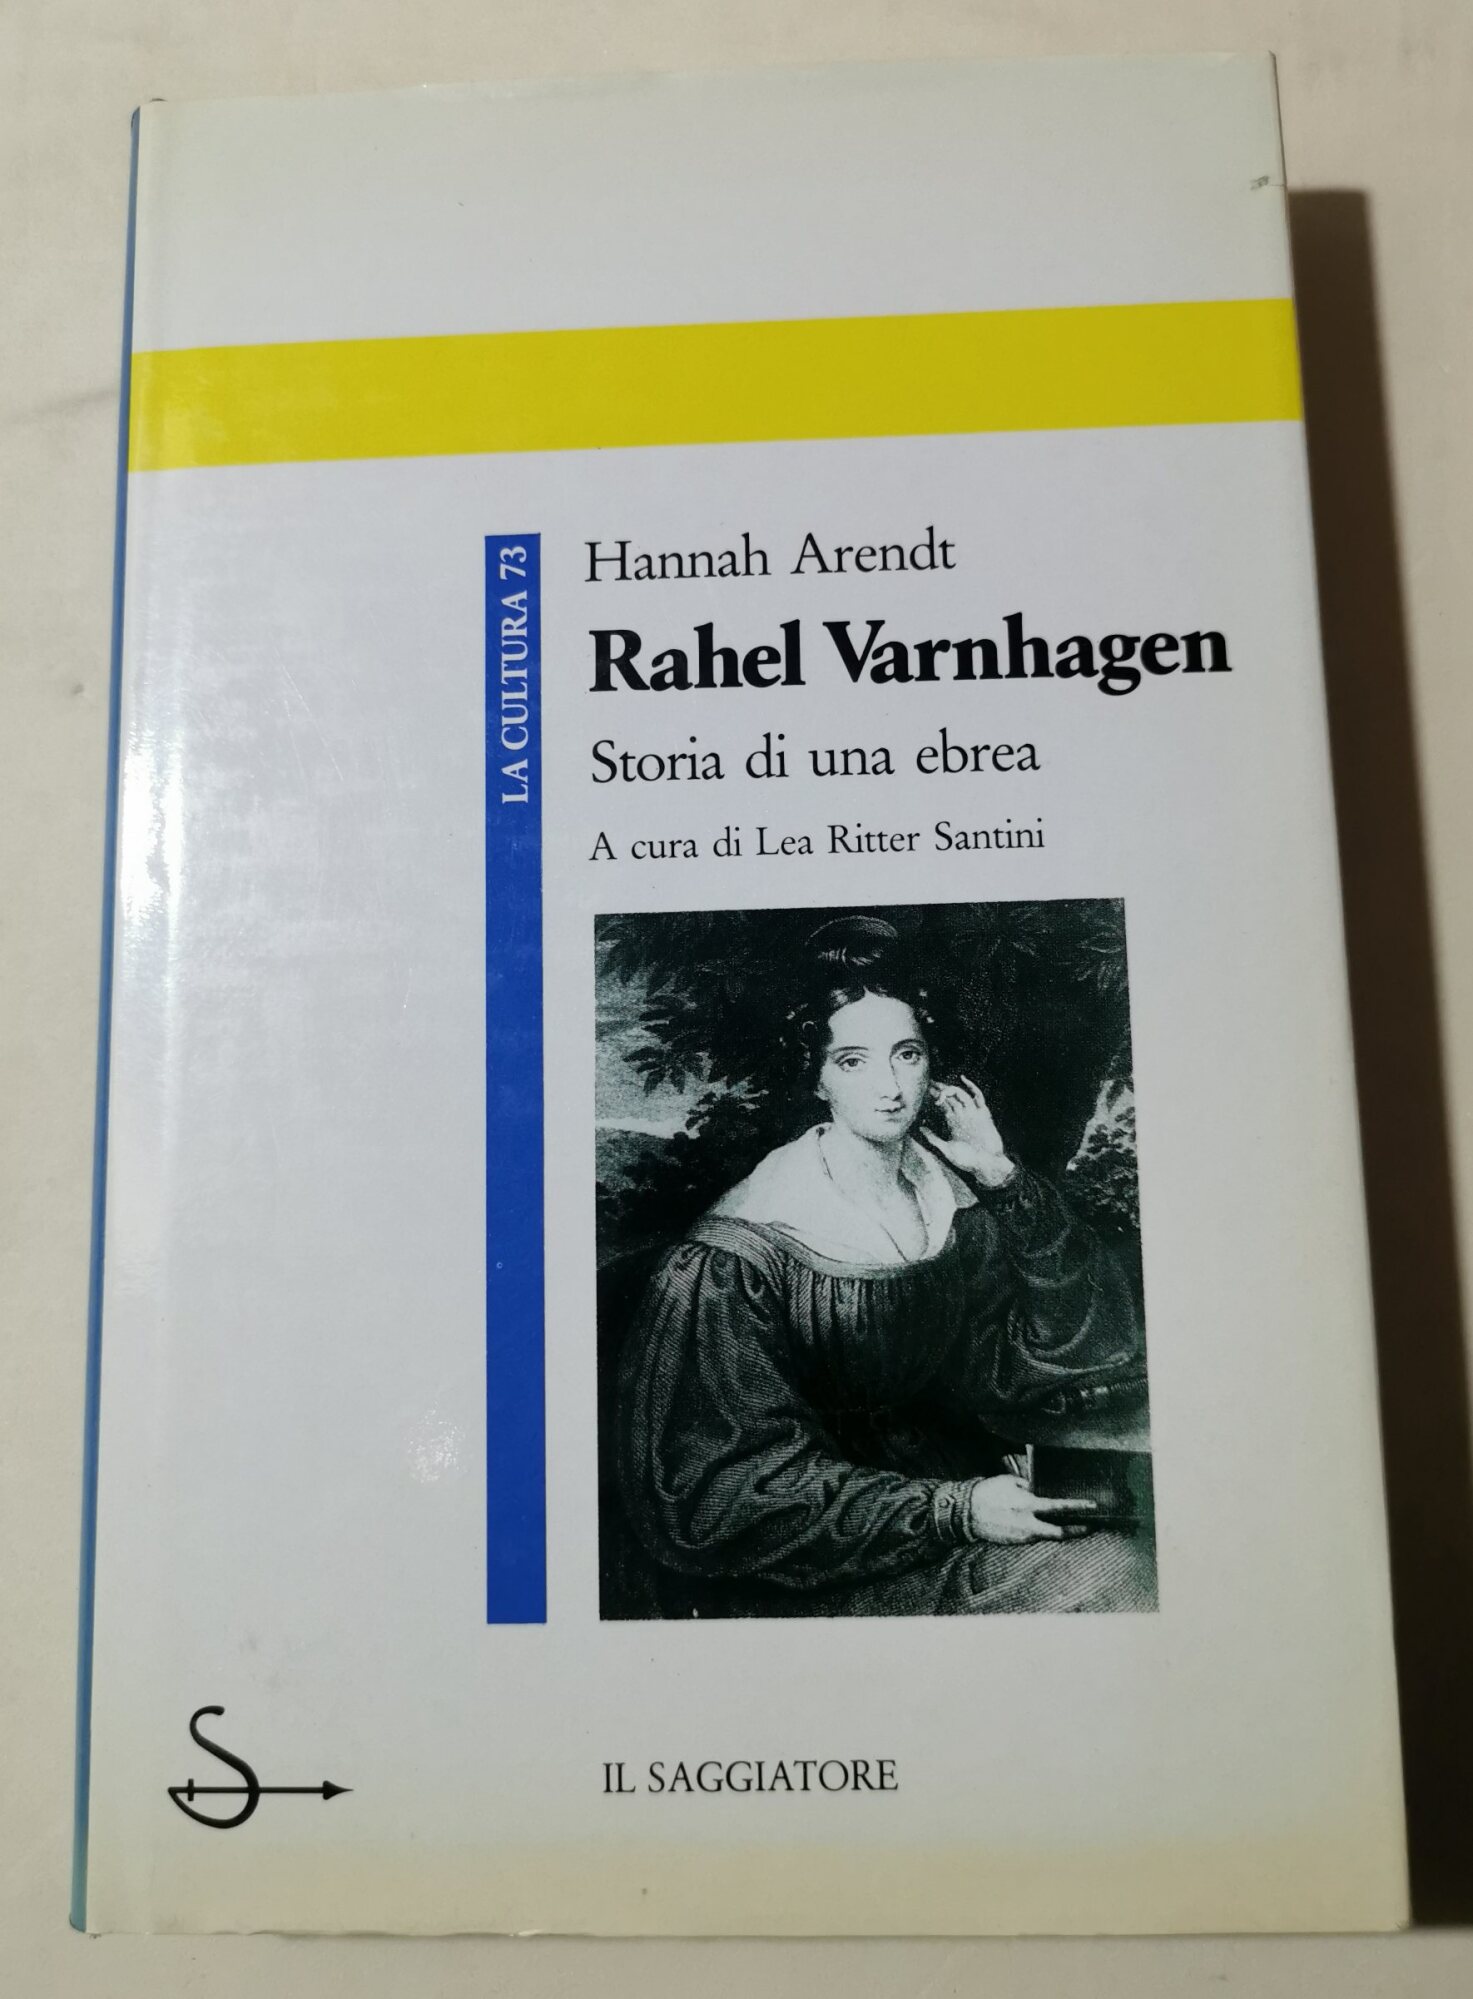 Hannah Arendt
Rahel Varnhagen
Storia di una ebrea
A cura di Lea Ritter Santini
LA CULTURA 73
IL SAGGIATORE